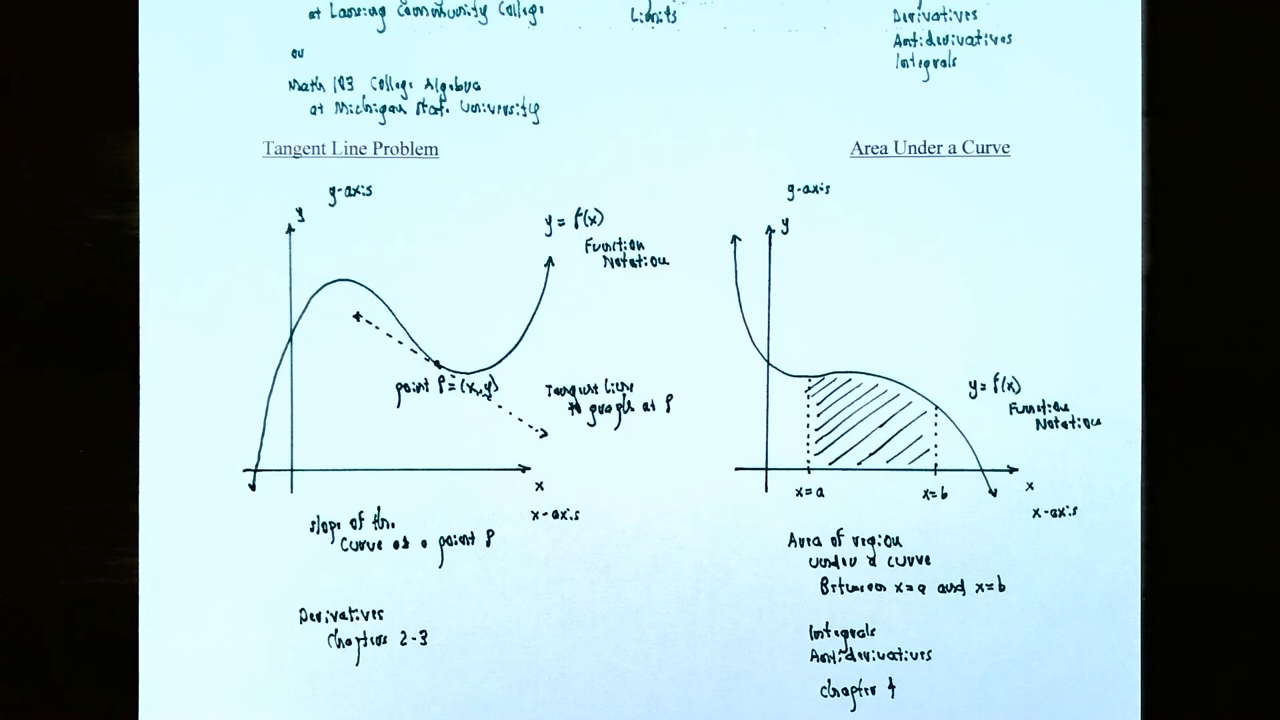 at Lansing Community College
Limits
Derivatives
Antiderivatives
Integrals
or
Math 103 College Algebra
at Michigan State University
Tangent Line Problem
y-axis
y
y = f(x)
Function
Notation
point P = (x,y)
Tangent Line
to graph at P
x
x-axis
slope of the
Curve at a point P
Derivatives
Chapters 2-3
Area Under a Curve
y-axis
y
y = f(x)
Function
Notation
x=a
x=b
x
x-axis
Area of region
under a curve
Between x=a and x=b
Integrals
Antiderivatives
Chapter 4